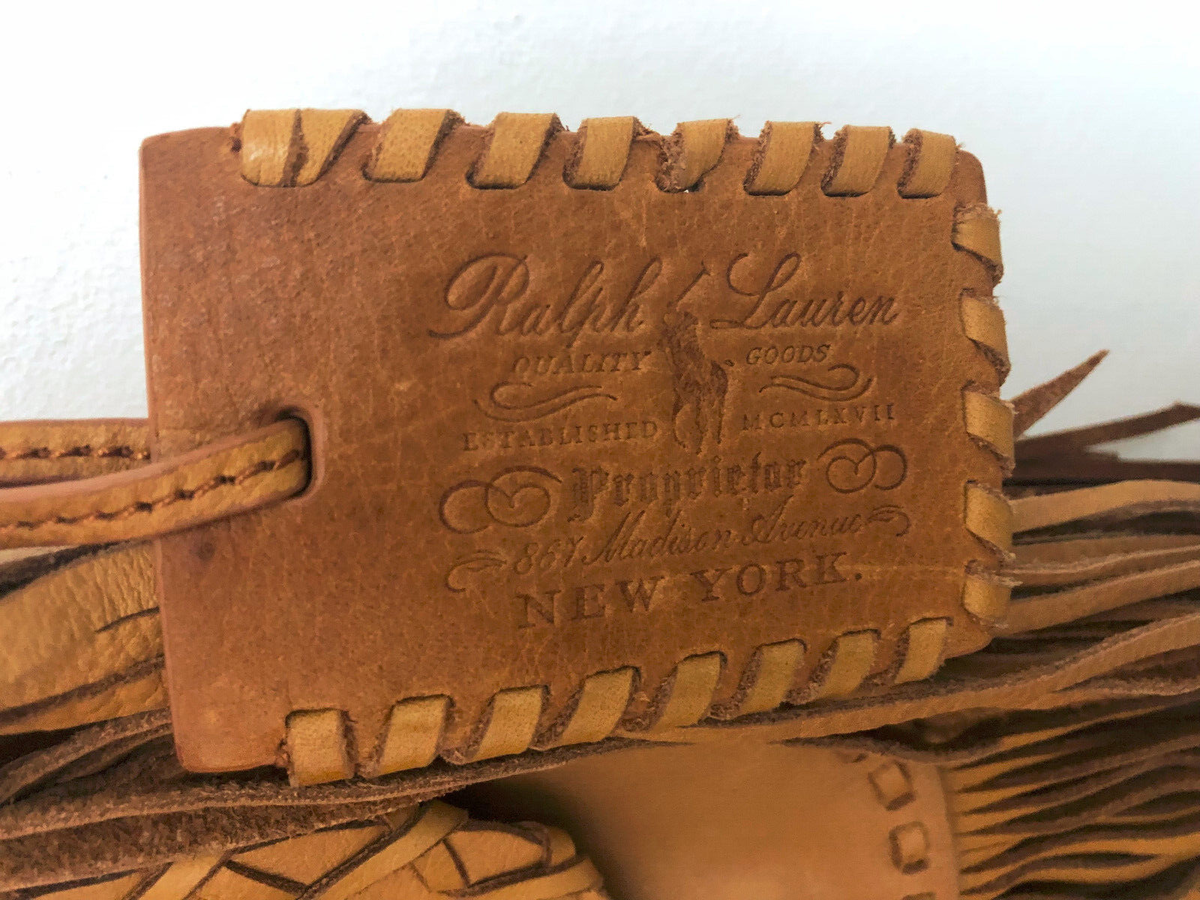 Ralph Lauren
QUALITY GOODS
ESTABLISHED MCMLXVII
Proprietor
867 Madison Avenue
NEW YORK.